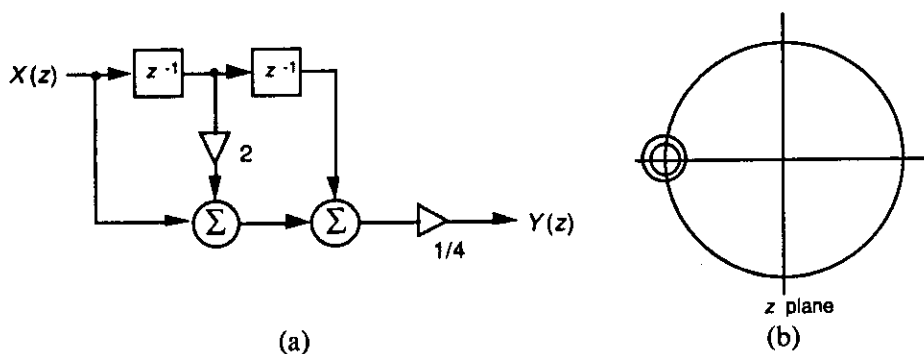 X(z)
z⁻¹
z⁻¹
2
Σ
Σ
1/4
Y(z)
(a)
z plane
(b)